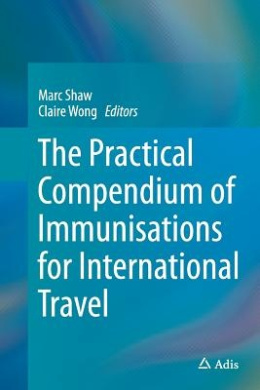 Marc Shaw
Claire Wong Editors
The Practical
Compendium of
Immunisations
for International
Travel
Adis